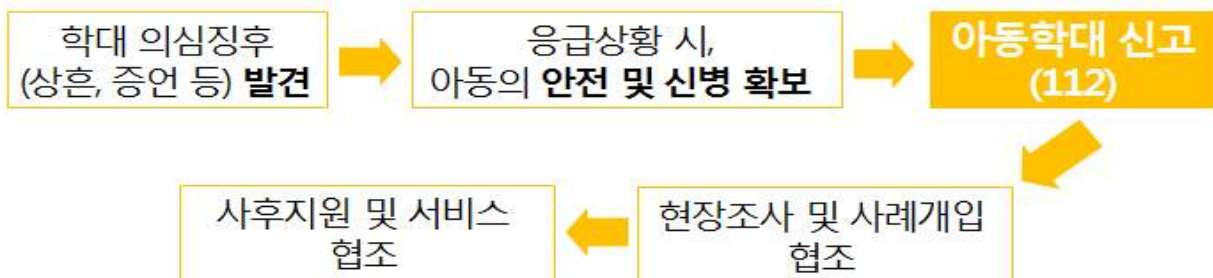 학대 의심징후
(상흔, 증언 등) 발견
응급상황 시,
아동의 안전 및 신병 확보
아동학대 신고
(112)
현장조사 및 사례개입
협조
사후지원 및 서비스
협조